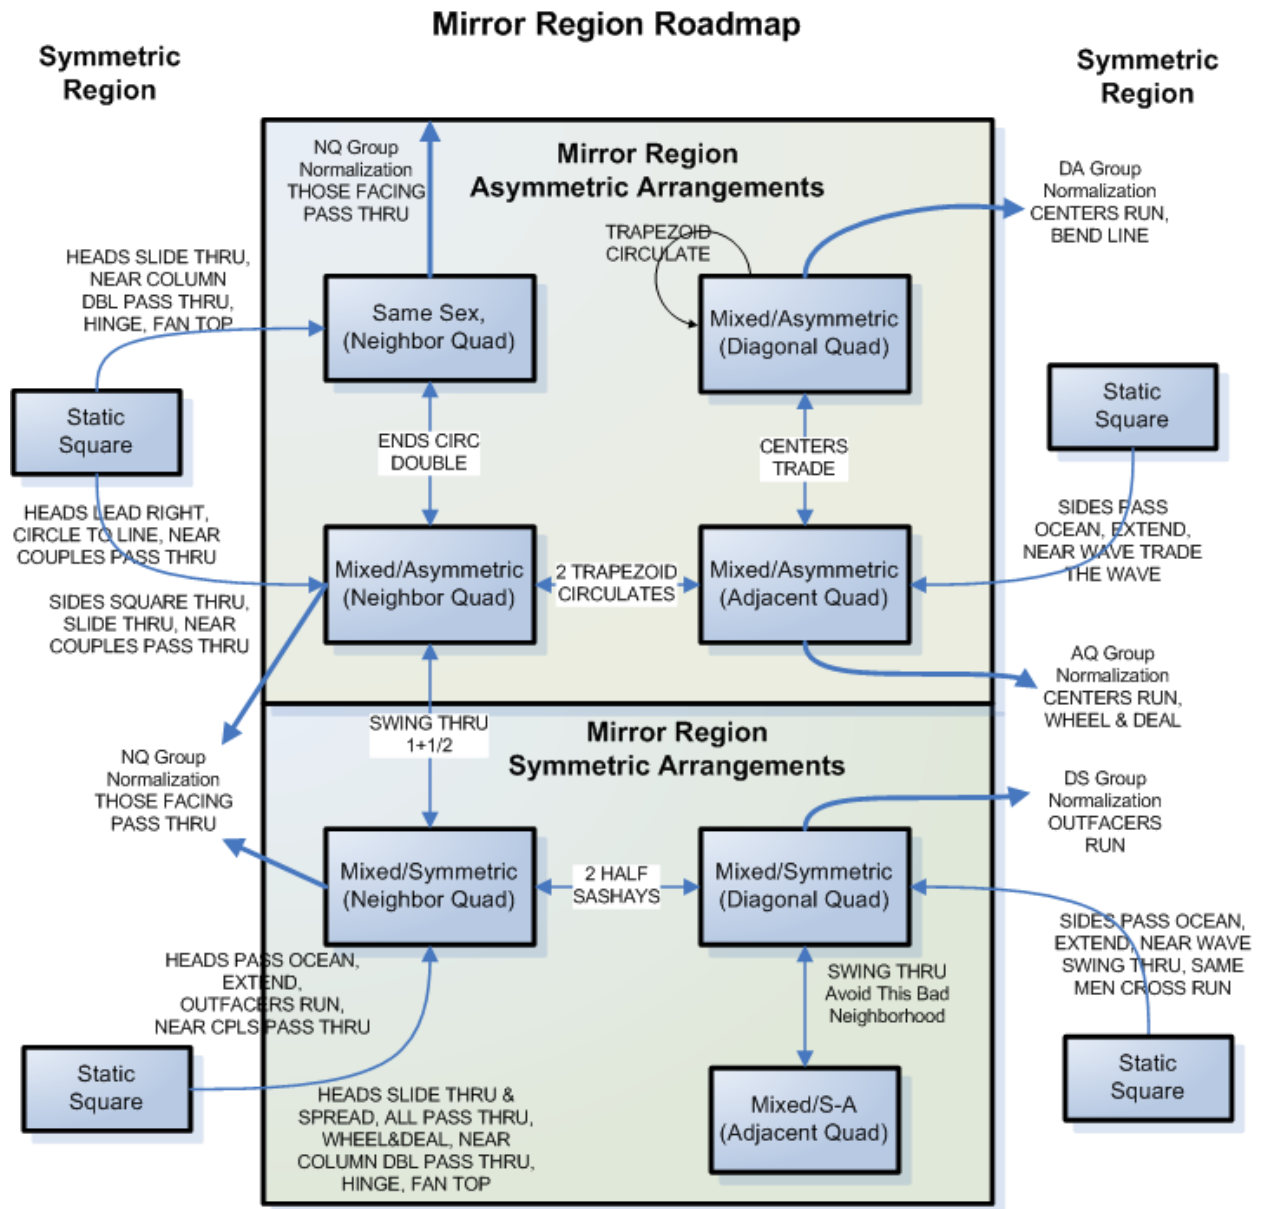 Mirror Region Roadmap
Symmetric
Region
Symmetric
Region
NQ Group
Normalization
THOSE FACING
PASS THRU
Mirror Region
Asymmetric Arrangements
DA Group
Normalization
CENTERS RUN,
BEND LINE
TRAPEZOID
CIRCULATE
HEADS SLIDE THRU,
NEAR COLUMN
DBL PASS THRU,
HINGE, FAN TOP
Same Sex,
(Neighbor Quad)
Mixed/Asymmetric
(Diagonal Quad)
Static
Square
Static
Square
ENDS CIRC
DOUBLE
CENTERS
TRADE
HEADS LEAD RIGHT,
CIRCLE TO LINE, NEAR
COUPLES PASS THRU
SIDES PASS
OCEAN, EXTEND,
NEAR WAVE TRADE
THE WAVE
Mixed/Asymmetric
(Neighbor Quad)
2 TRAPEZOID
CIRCULATES
Mixed/Asymmetric
(Adjacent Quad)
SIDES SQUARE THRU,
SLIDE THRU, NEAR
COUPLES PASS THRU
AQ Group
Normalization
CENTERS RUN,
WHEEL & DEAL
SWING THRU
1+1/2
Mirror Region
Symmetric Arrangements
NQ Group
Normalization
THOSE FACING
PASS THRU
DS Group
Normalization
OUTFACERS
RUN
Mixed/Symmetric
(Neighbor Quad)
2 HALF
SASHAYS
Mixed/Symmetric
(Diagonal Quad)
SIDES PASS OCEAN,
EXTEND, NEAR WAVE
SWING THRU, SAME
MEN CROSS RUN
HEADS PASS OCEAN,
EXTEND,
OUTFACERS RUN,
NEAR CPLS PASS THRU
SWING THRU
Avoid This Bad
Neighborhood
Static
Square
Static
Square
HEADS SLIDE THRU &
SPREAD, ALL PASS THRU,
WHEEL&DEAL, NEAR
COLUMN DBL PASS THRU,
HINGE, FAN TOP
Mixed/S-A
(Adjacent Quad)